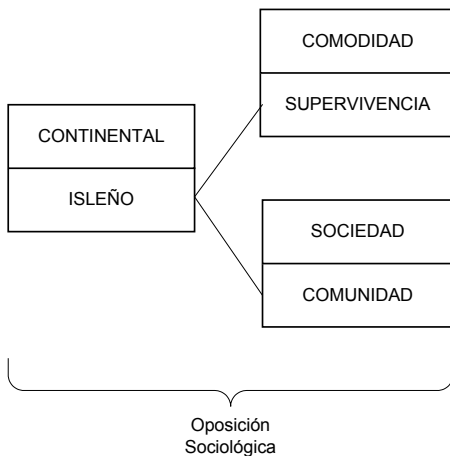 COMODIDAD
SUPERVIVENCIA
CONTINENTAL
ISLEÑO
SOCIEDAD
COMUNIDAD
Oposición
Sociológica